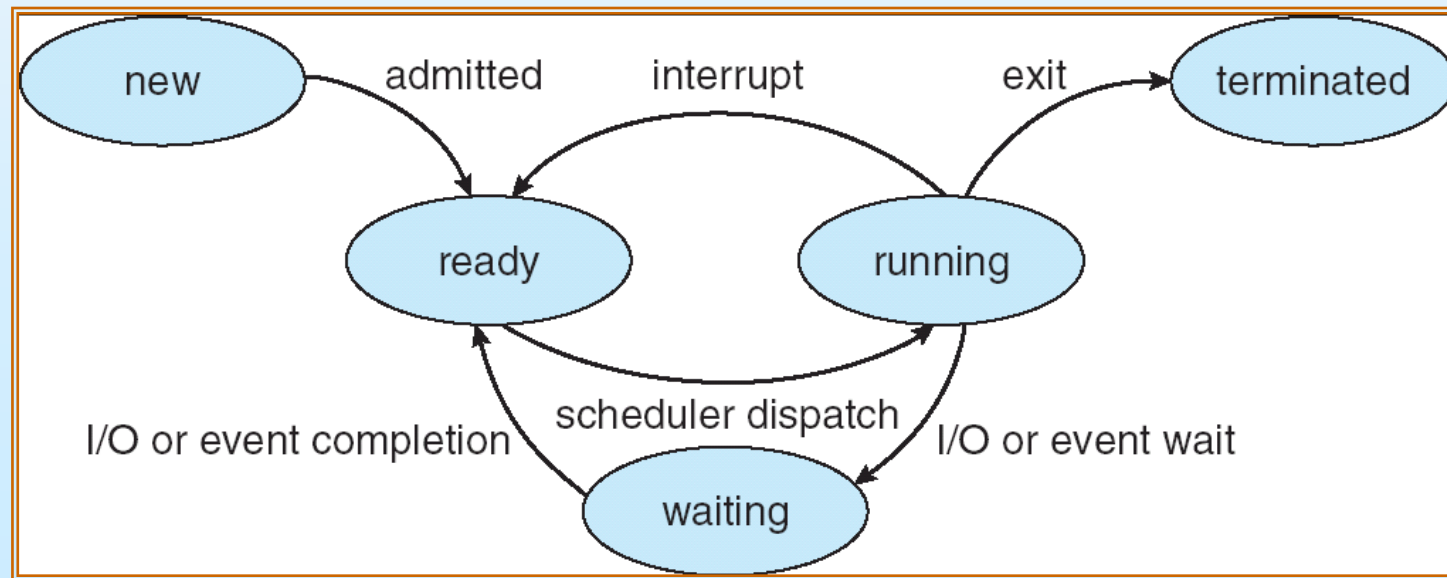 new
admitted
interrupt
exit
terminated
ready
running
scheduler dispatch
I/O or event completion
I/O or event wait
waiting